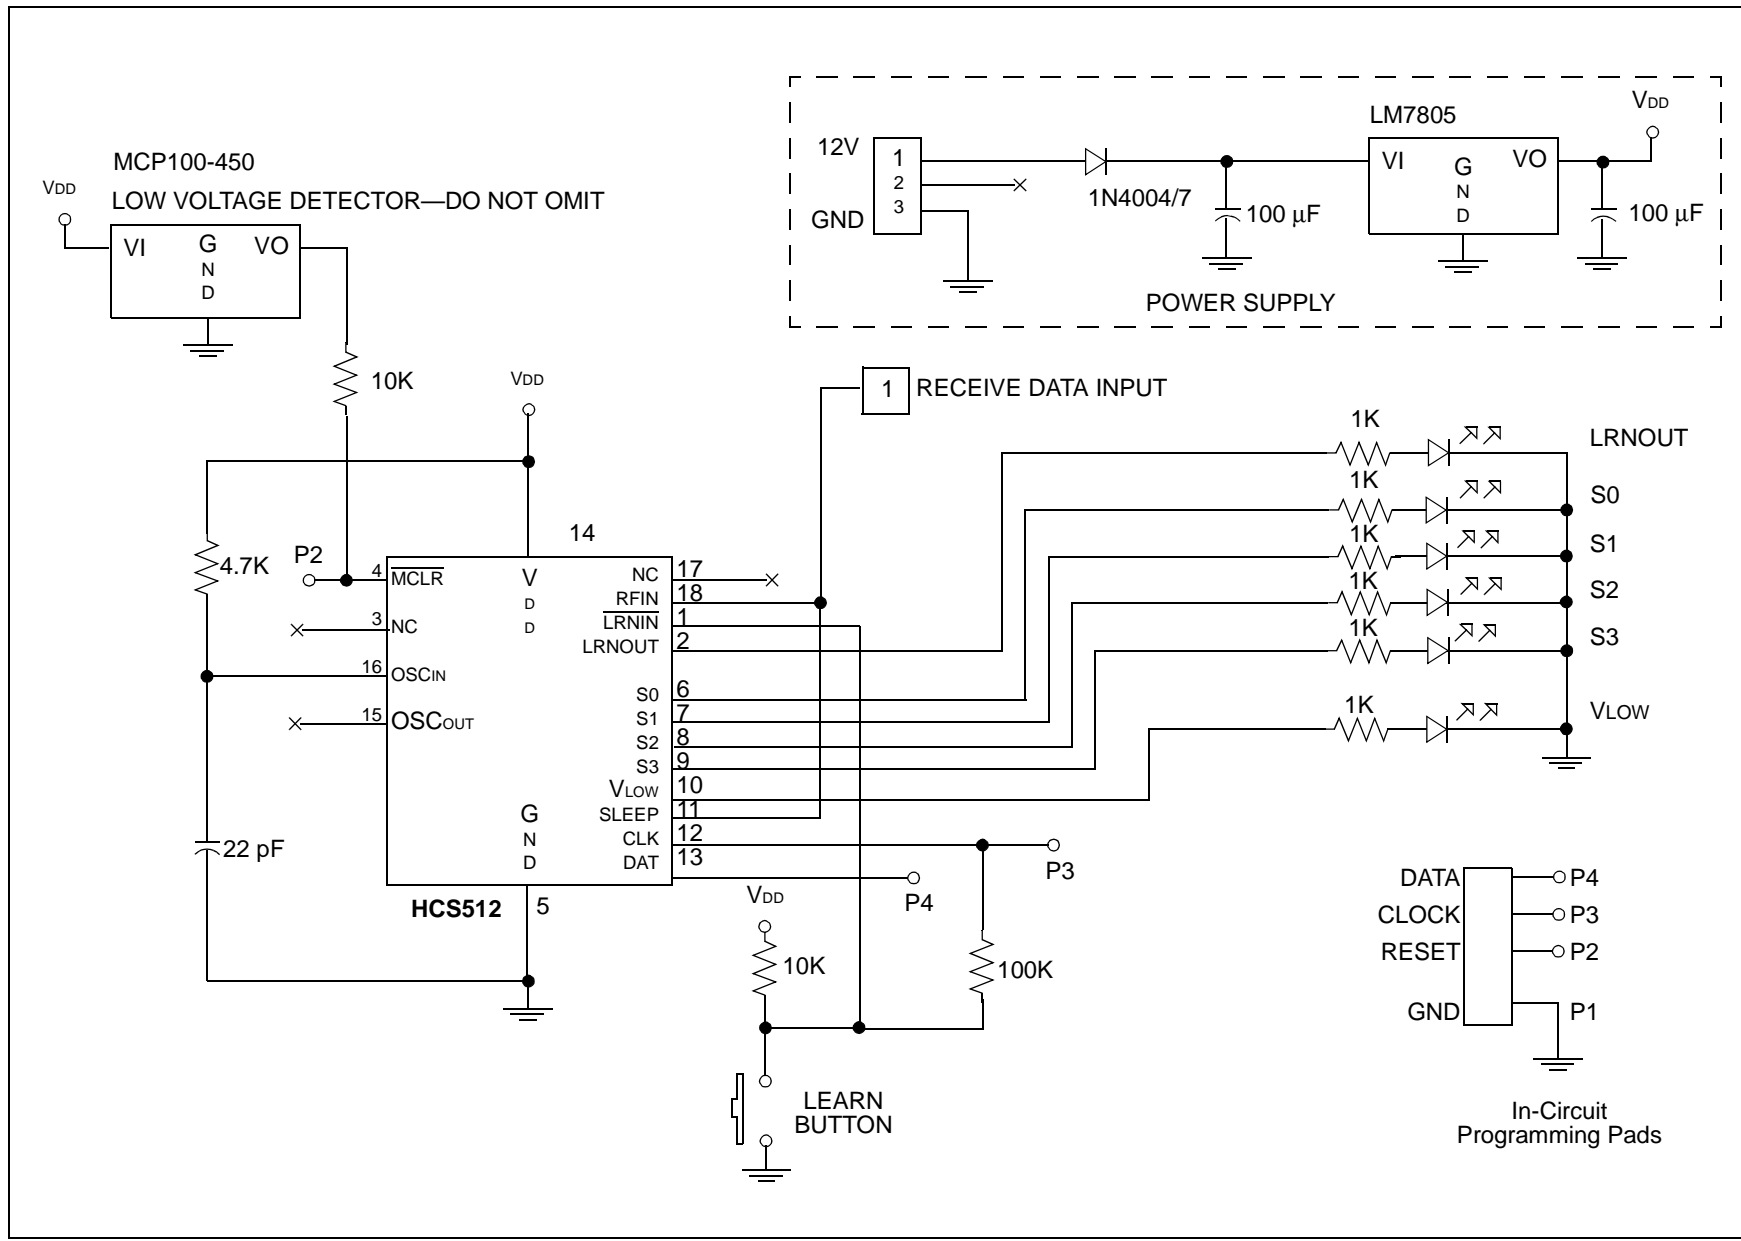 MCP100-450
VDD
LOW VOLTAGE DETECTOR—DO NOT OMIT
VI
G
N
D
VO
10K
12V
GND
1
2
3
1N4004/7
100 µF
LM7805
VI
G
N
D
VO
VDD
100 µF
POWER SUPPLY
1
RECEIVE DATA INPUT
VDD
4.7K
P2
14
4
MCLR
3
NC
16
OSCIN
15
OSCOUT
V
D
D
G
N
D
NC
17
RFIN
18
LRNIN
1
LRNOUT
2
S0
6
S1
7
S2
8
S3
9
VLOW
10
SLEEP
11
CLK
12
DAT
13
22 pF
HCS512
5
P3
P4
VDD
10K
100K
LEARN
BUTTON
1K
LRNOUT
1K
S0
1K
S1
1K
S2
1K
S3
1K
VLOW
DATA
P4
CLOCK
P3
RESET
P2
GND
P1
In-Circuit
Programming Pads